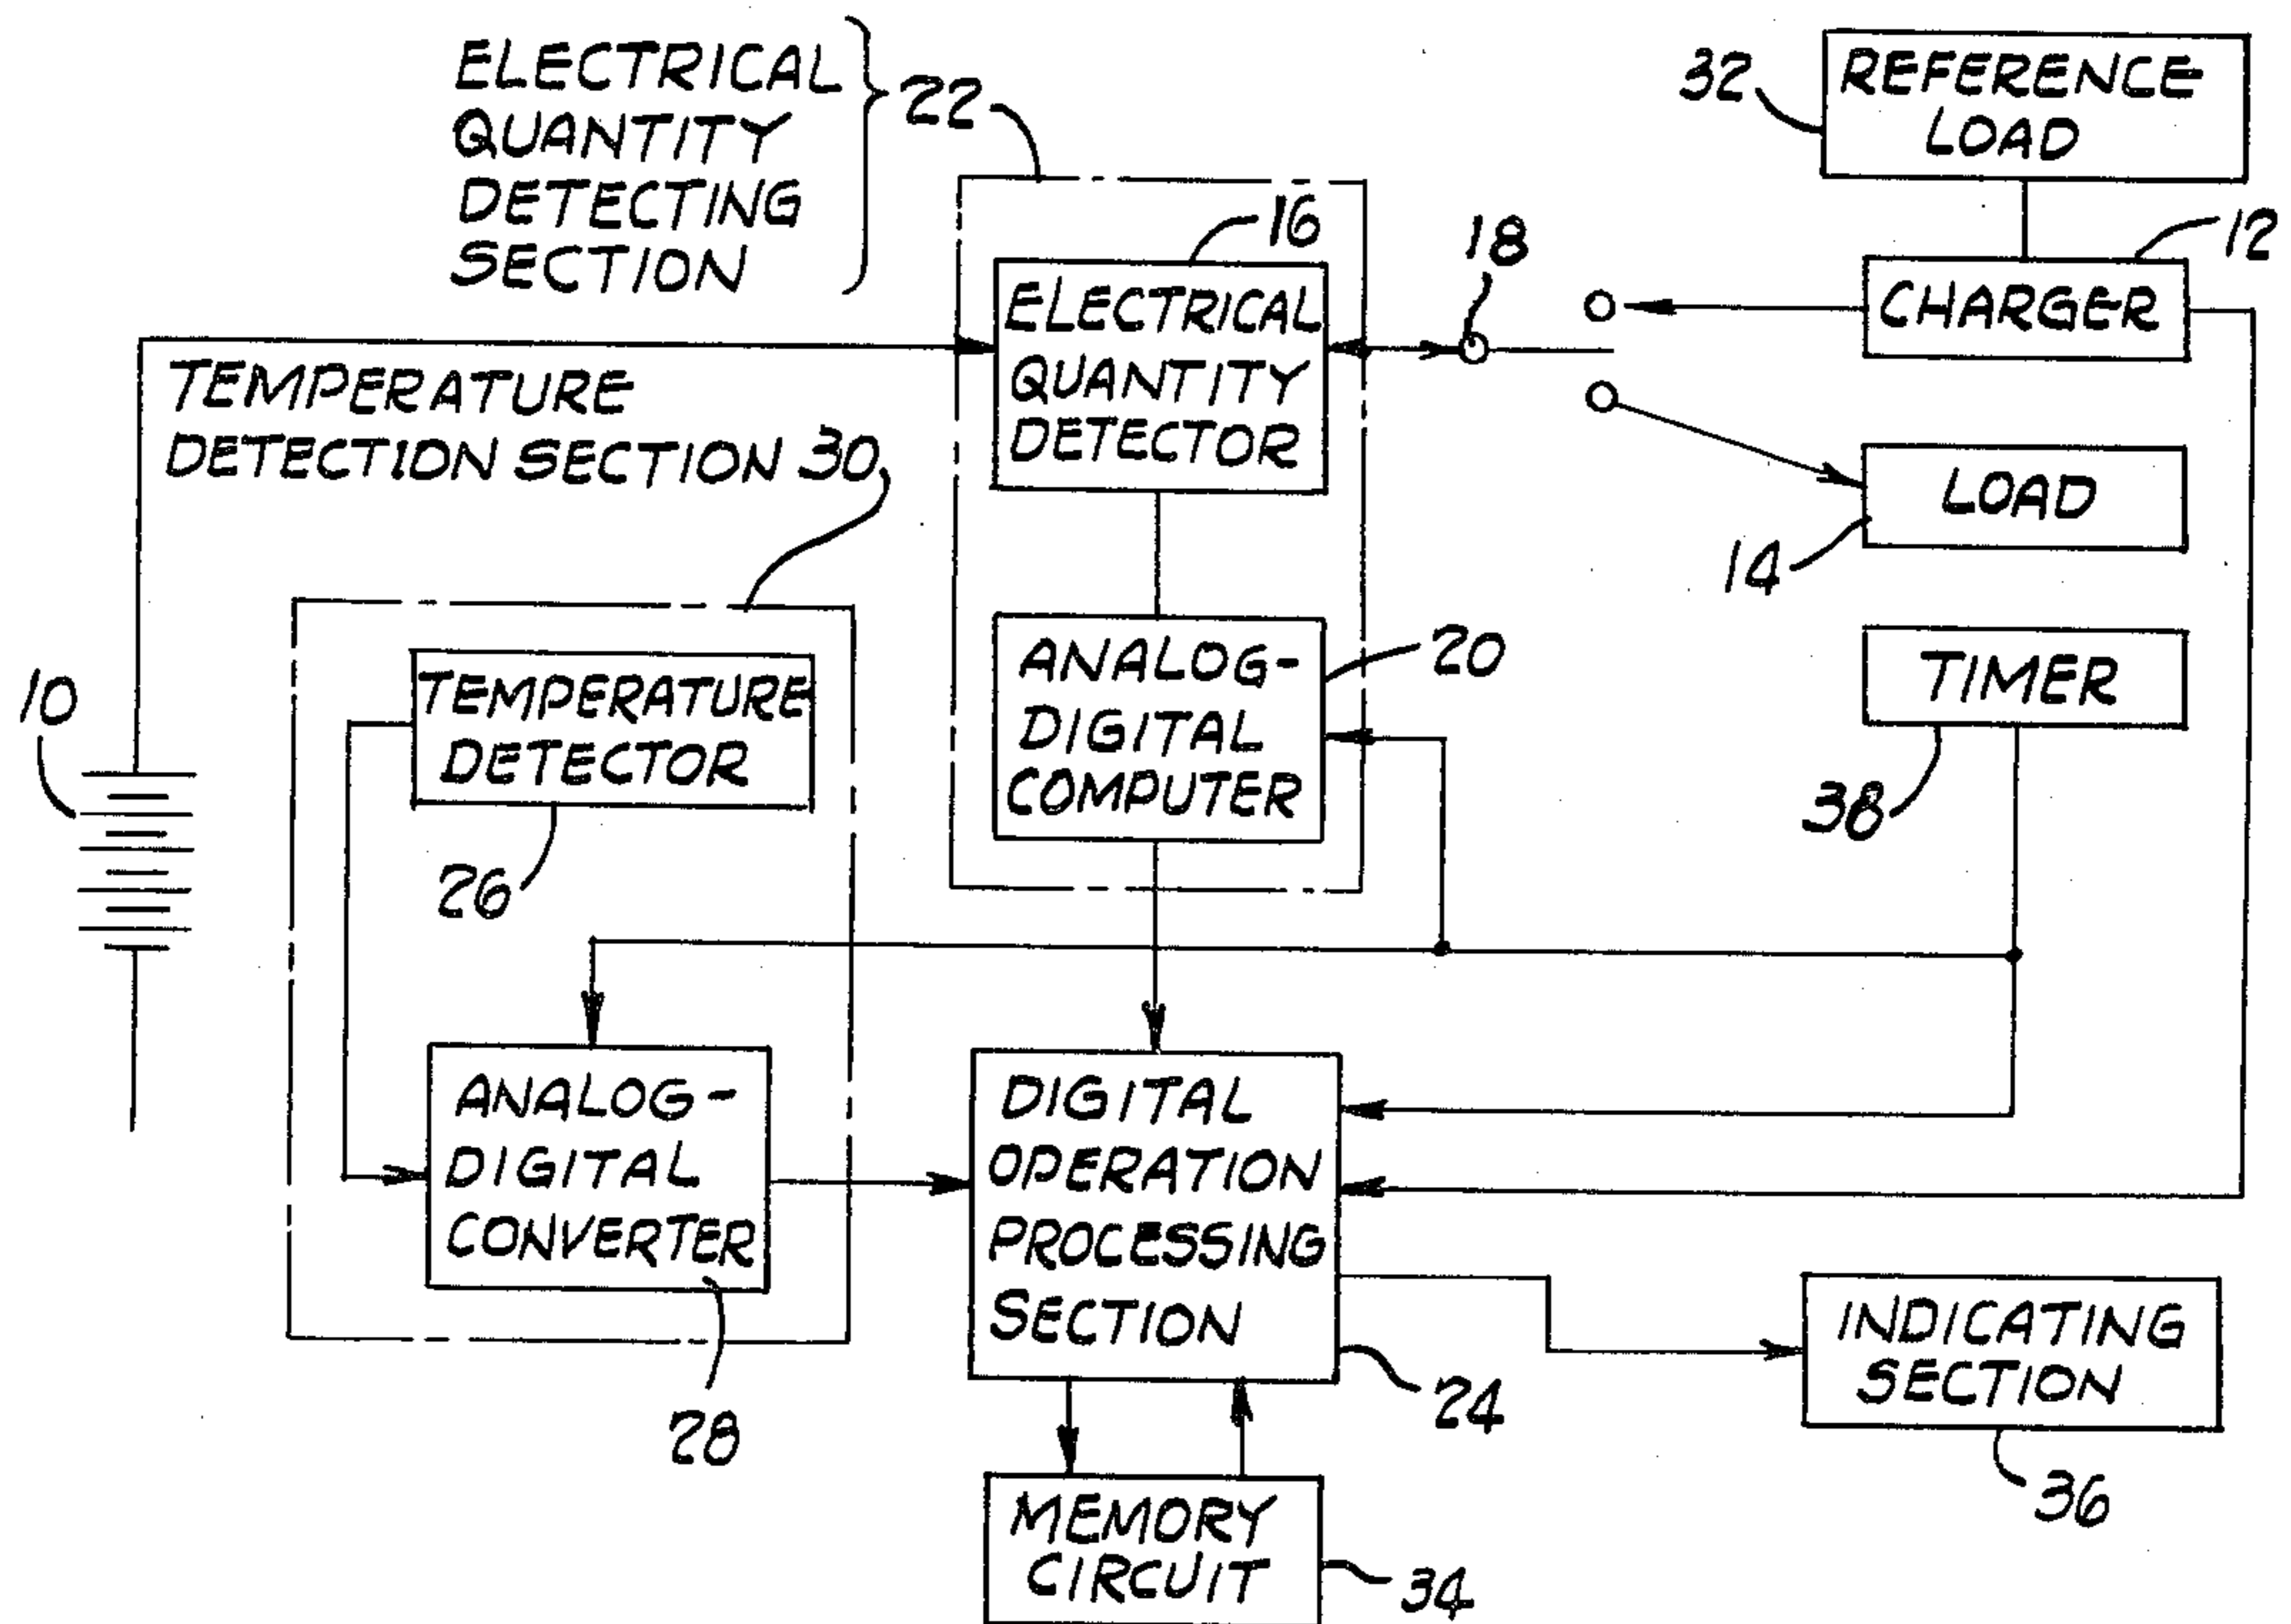 ELECTRICAL
QUANTITY
DETECTING
SECTION
22
32
REFERENCE
LOAD
16
18
12
ELECTRICAL
QUANTITY
DETECTOR
CHARGER
TEMPERATURE
DETECTION SECTION 30
LOAD
14
10
TEMPERATURE
DETECTOR
26
ANALOG-
DIGITAL
COMPUTER
20
TIMER
38
ANALOG-
DIGITAL
CONVERTER
28
DIGITAL
OPERATION
PROCESSING
SECTION
24
INDICATING
SECTION
36
MEMORY
CIRCUIT
34